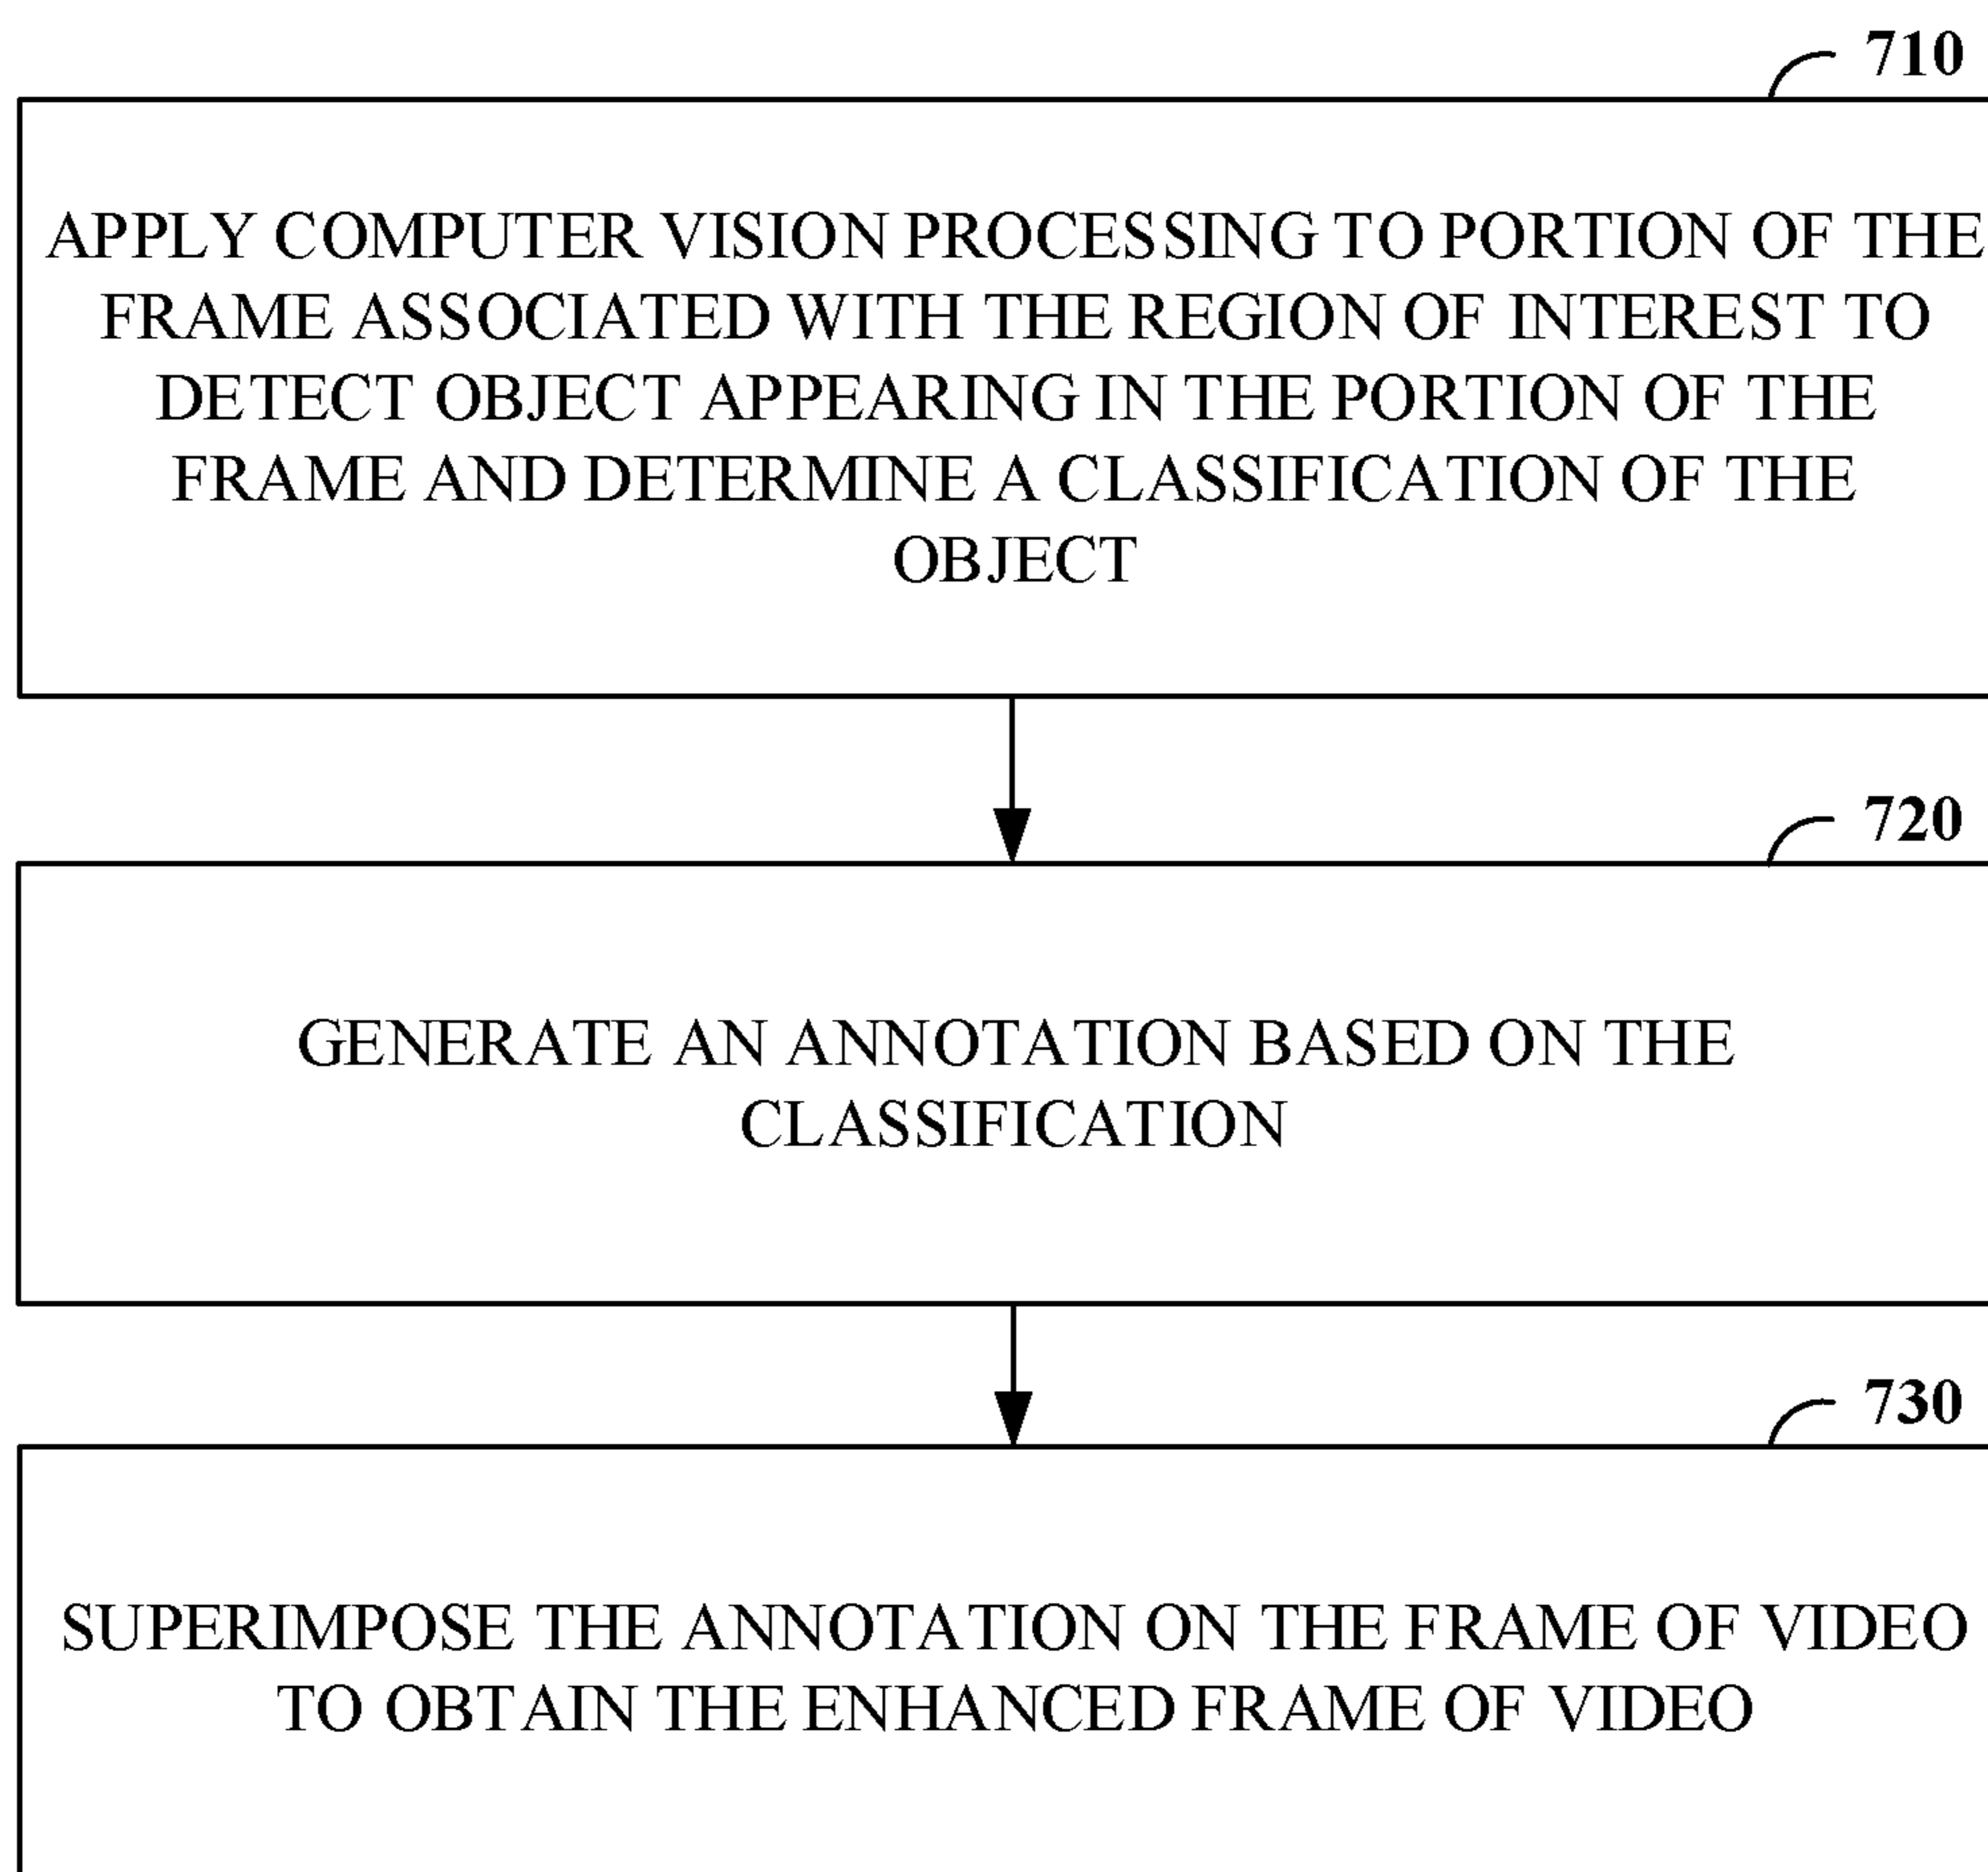 710
APPLY COMPUTER VISION PROCESSING TO PORTION OF THE
FRAME ASSOCIATED WITH THE REGION OF INTEREST TO
DETECT OBJECT APPEARING IN THE PORTION OF THE
FRAME AND DETERMINE A CLASSIFICATION OF THE
OBJECT
720
GENERATE AN ANNOTATION BASED ON THE
CLASSIFICATION
730
SUPERIMPOSE THE ANNOTATION ON THE FRAME OF VIDEO
TO OBTAIN THE ENHANCED FRAME OF VIDEO